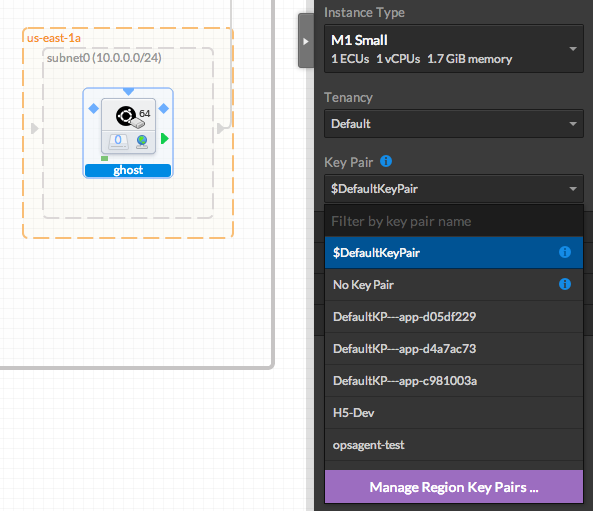 us-east-1a
subnet0 (10.0.0.0/24)
64
ghost
Instance Type
M1 Small
1 ECUs 1 vCPUs 1.7 GiB memory
Tenancy
Default
Key Pair
$DefaultKeyPair
Filter by key pair name
$DefaultKeyPair
No Key Pair
DefaultKP---app-d05df229
DefaultKP---app-d4a7ac73
DefaultKP---app-c981003a
H5-Dev
opsagent-test
Manage Region Key Pairs ...